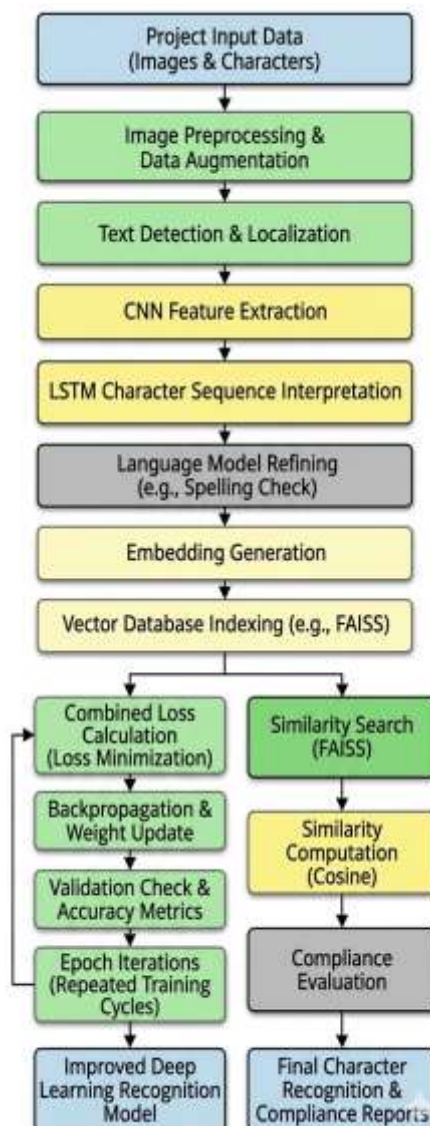 Project Input Data
(Images & Characters)
Image Preprocessing &
Data Augmentation
Text Detection & Localization
CNN Feature Extraction
LSTM Character Sequence Interpretation
Language Model Refining
(e.g., Spelling Check)
Embedding Generation
Vector Database Indexing (e.g., FAISS)
Combined Loss
Calculation
(Loss Minimization)
Backpropagation &
Weight Update
Validation Check &
Accuracy Metrics
Epoch Iterations
(Repeated Training
Cycles)
Improved Deep
Learning Recognition
Model
Similarity Search
(FAISS)
Similarity
Computation
(Cosine)
Compliance
Evaluation
Final Character
Recognition &
Compliance Reports